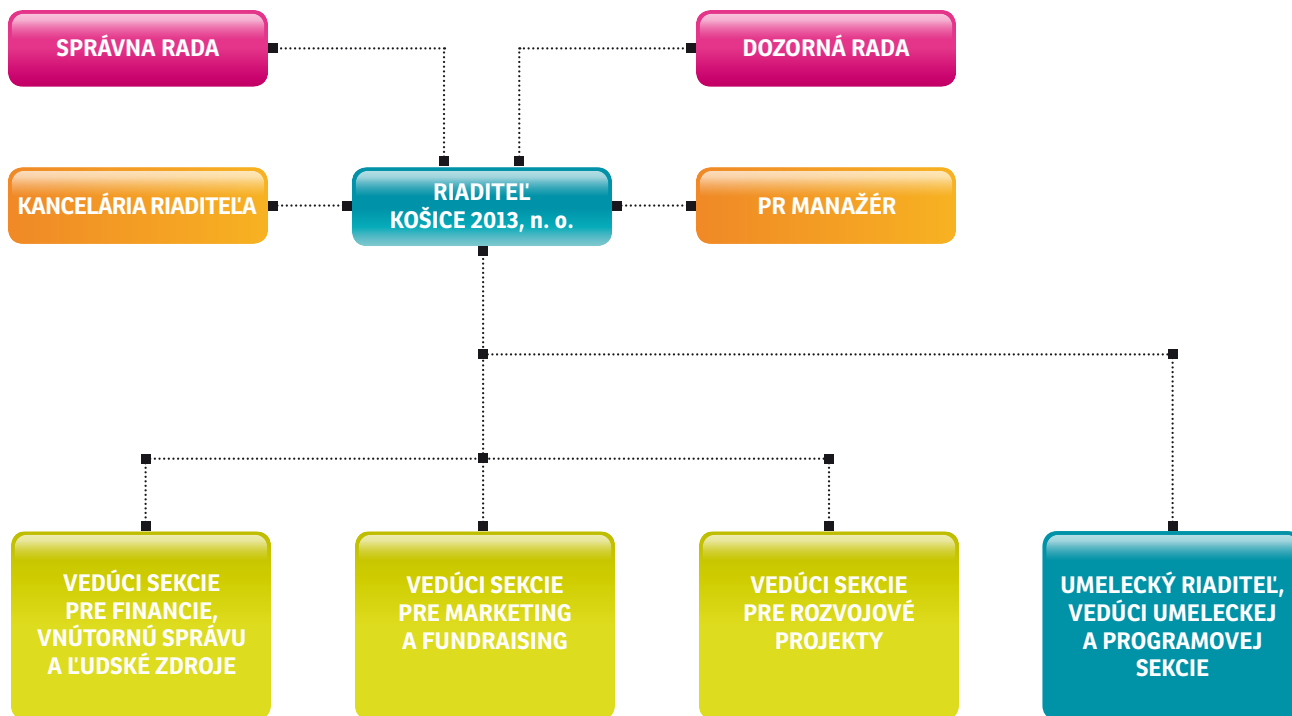 SPRÁVNA RADA
DOZORNÁ RADA
KANCELÁRIA RIADITEĽA
RIADITEĽ
KOŠICE 2013, n. o.
PR MANAŽÉR
VEDÚCI SEKCIE
PRE FINANCIE,
VNÚTORNÚ SPRÁVU
A ĽUDSKÉ ZDROJE
VEDÚCI SEKCIE
PRE MARKETING
A FUNDRAISING
VEDÚCI SEKCIE
PRE ROZVOJOVÉ
PROJEKTY
UMELECKÝ RIADITEĽ,
VEDÚCI UMELECKEJ
A PROGRAMOVEJ
SEKCIE